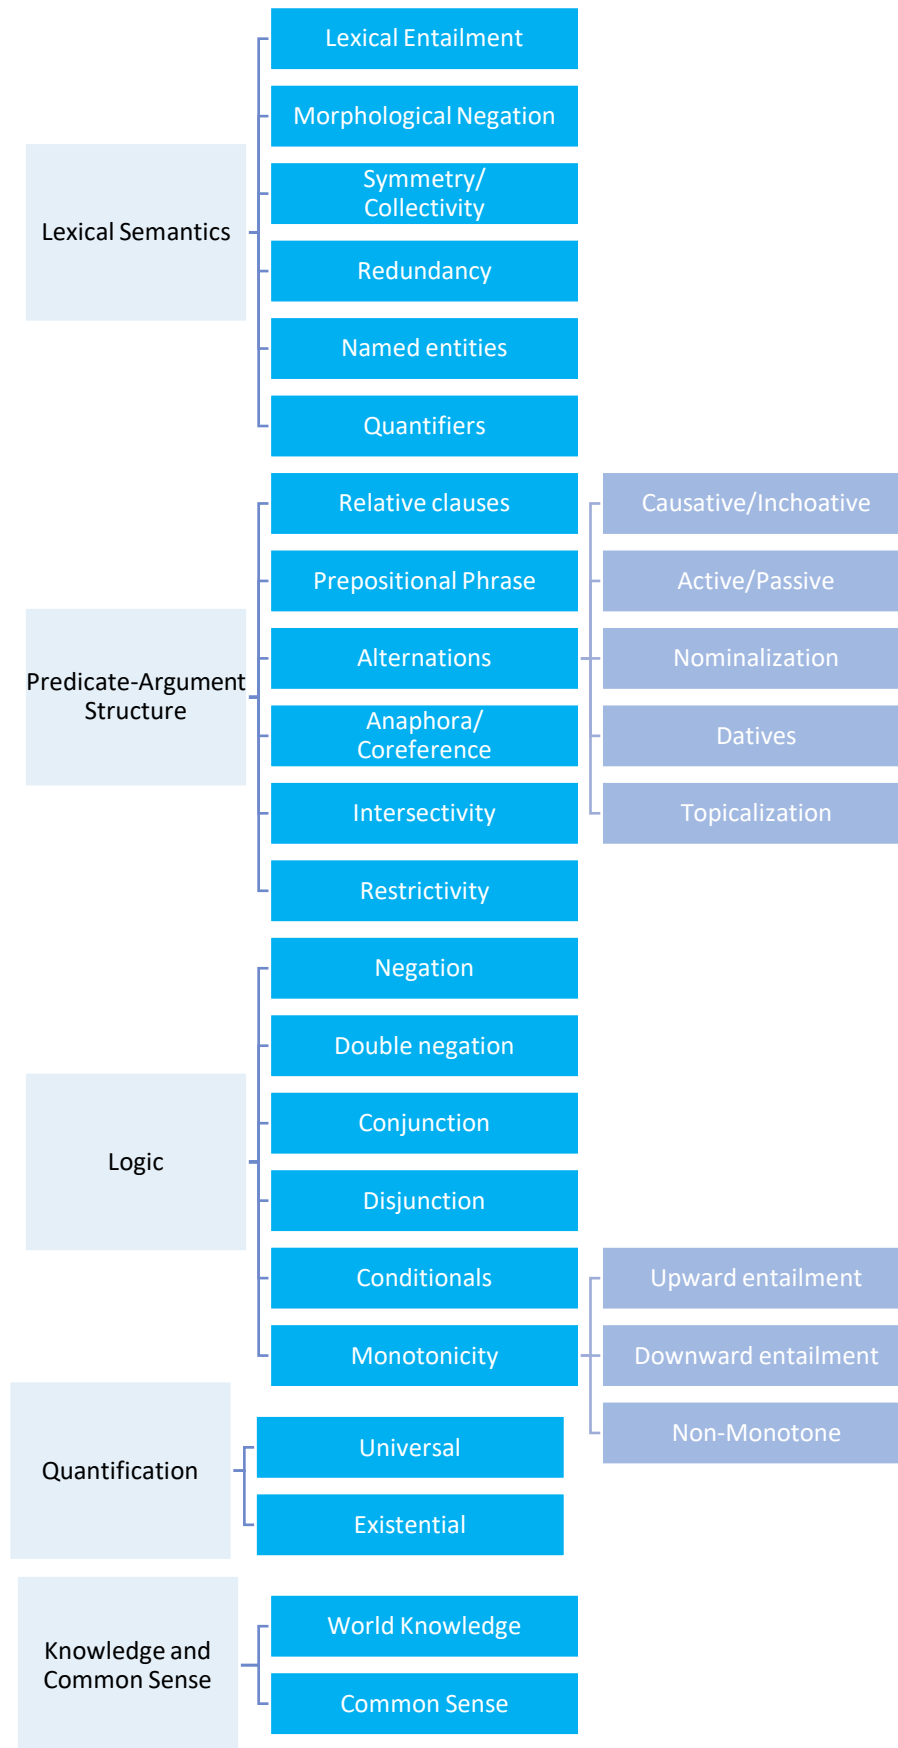 Lexical Semantics
Lexical Entailment
Morphological Negation
Symmetry/
Collectivity
Redundancy
Named entities
Quantifiers
Predicate-Argument
Structure
Relative clauses
Prepositional Phrase
Alternations
Causative/Inchoative
Active/Passive
Nominalization
Datives
Topicalization
Anaphora/
Coreference
Intersectivity
Restrictivity
Logic
Negation
Double negation
Conjunction
Disjunction
Conditionals
Monotonicity
Upward entailment
Downward entailment
Non-Monotone
Quantification
Universal
Existential
Knowledge and
Common Sense
World Knowledge
Common Sense